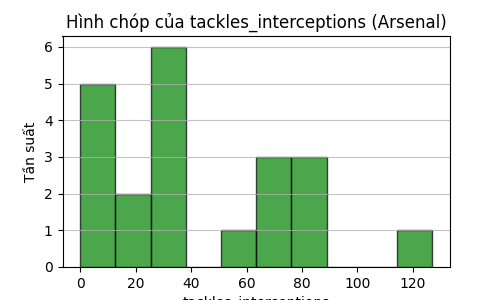 Hình chóp của tackles_interceptions (Arsenal)
Tần suất
6
5
4
3
2
1
0
0 20 40 60 80 100 120
tackles_interceptions